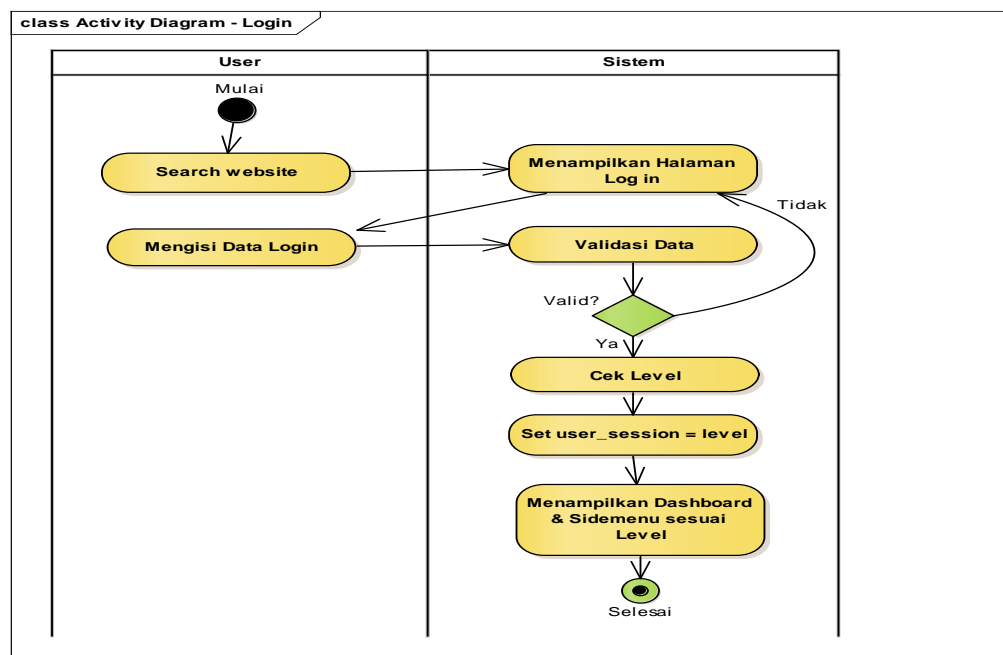 class Activity Diagram - Login
User
Sistem
Mulai
Search website
Menampilkan Halaman
Log in
Tidak
Mengisi Data Login
Validasi Data
Valid?
Ya
Cek Level
Set user_session = level
Menampilkan Dashboard
& Sidemenu sesuai
Level
Selesai